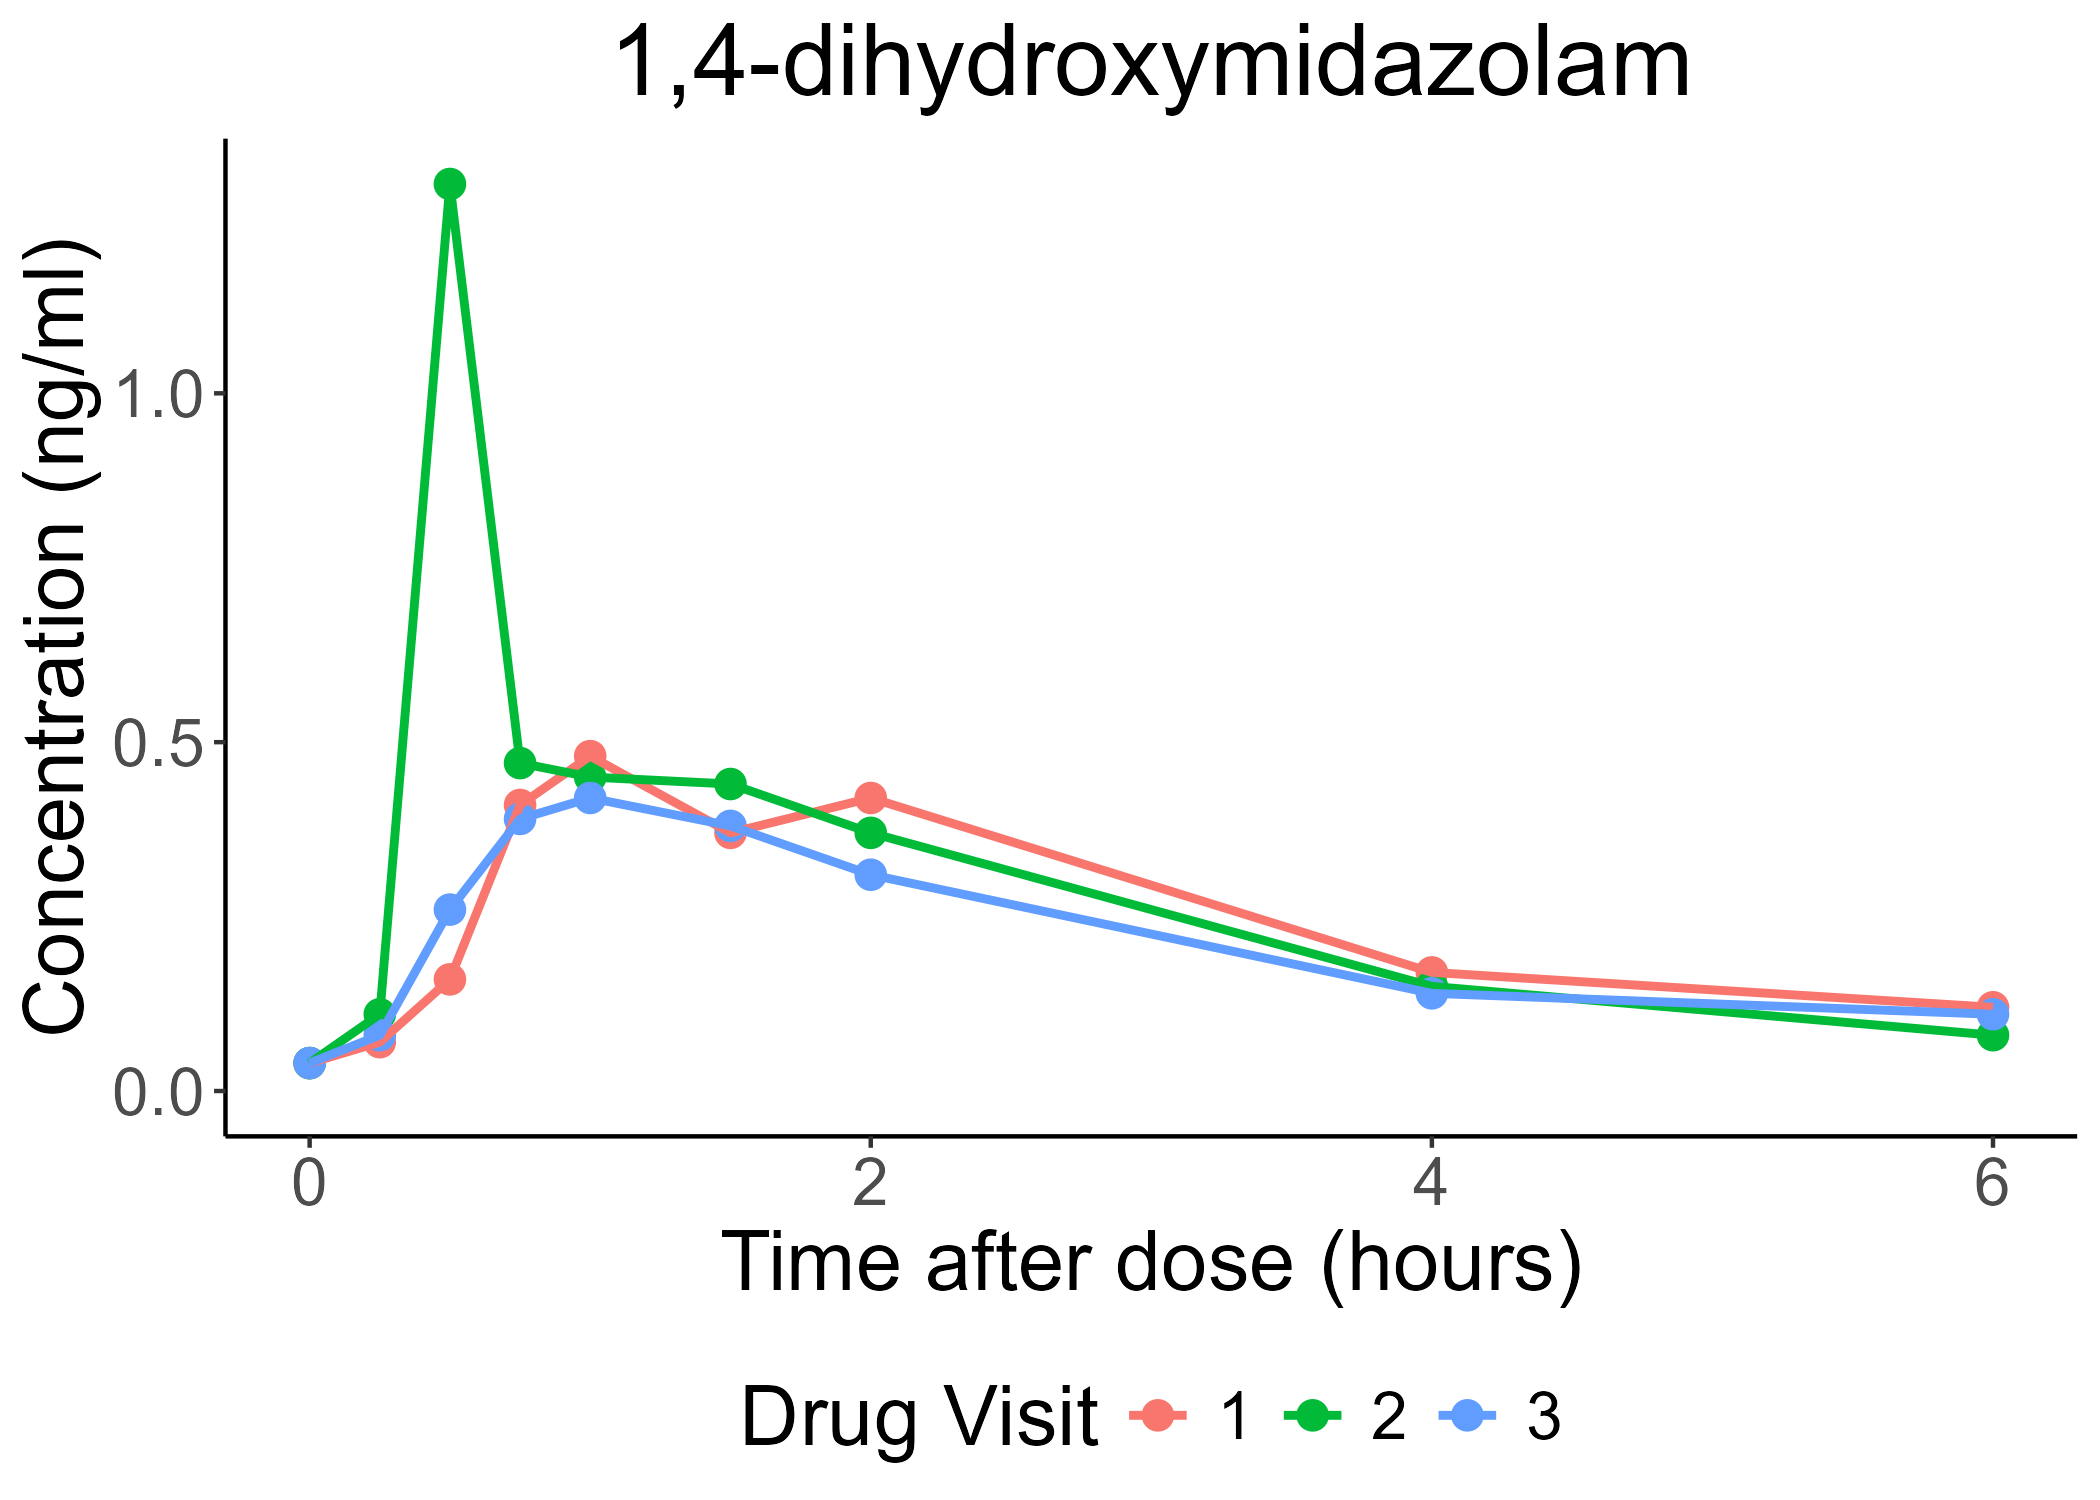 1,4-dihydroxymidazolam
Concentration (ng/ml)
1.0
0.5
0.0
0 2 4 6
Time after dose (hours)
Drug Visit 1 2 3